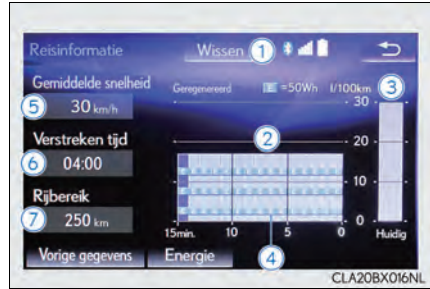 Reisinformatie Wissen 1
Gemiddelde snelheid Geregenereerd =50Wh l/100km 3
5 30 km/h 30
Verstreken tijd 2 20
6 04:00
Rijbereik 10
7 250 km 0
15min. 10 5 0 Huidig
Vorige gegevens Energie 4
CLA20BX016NL